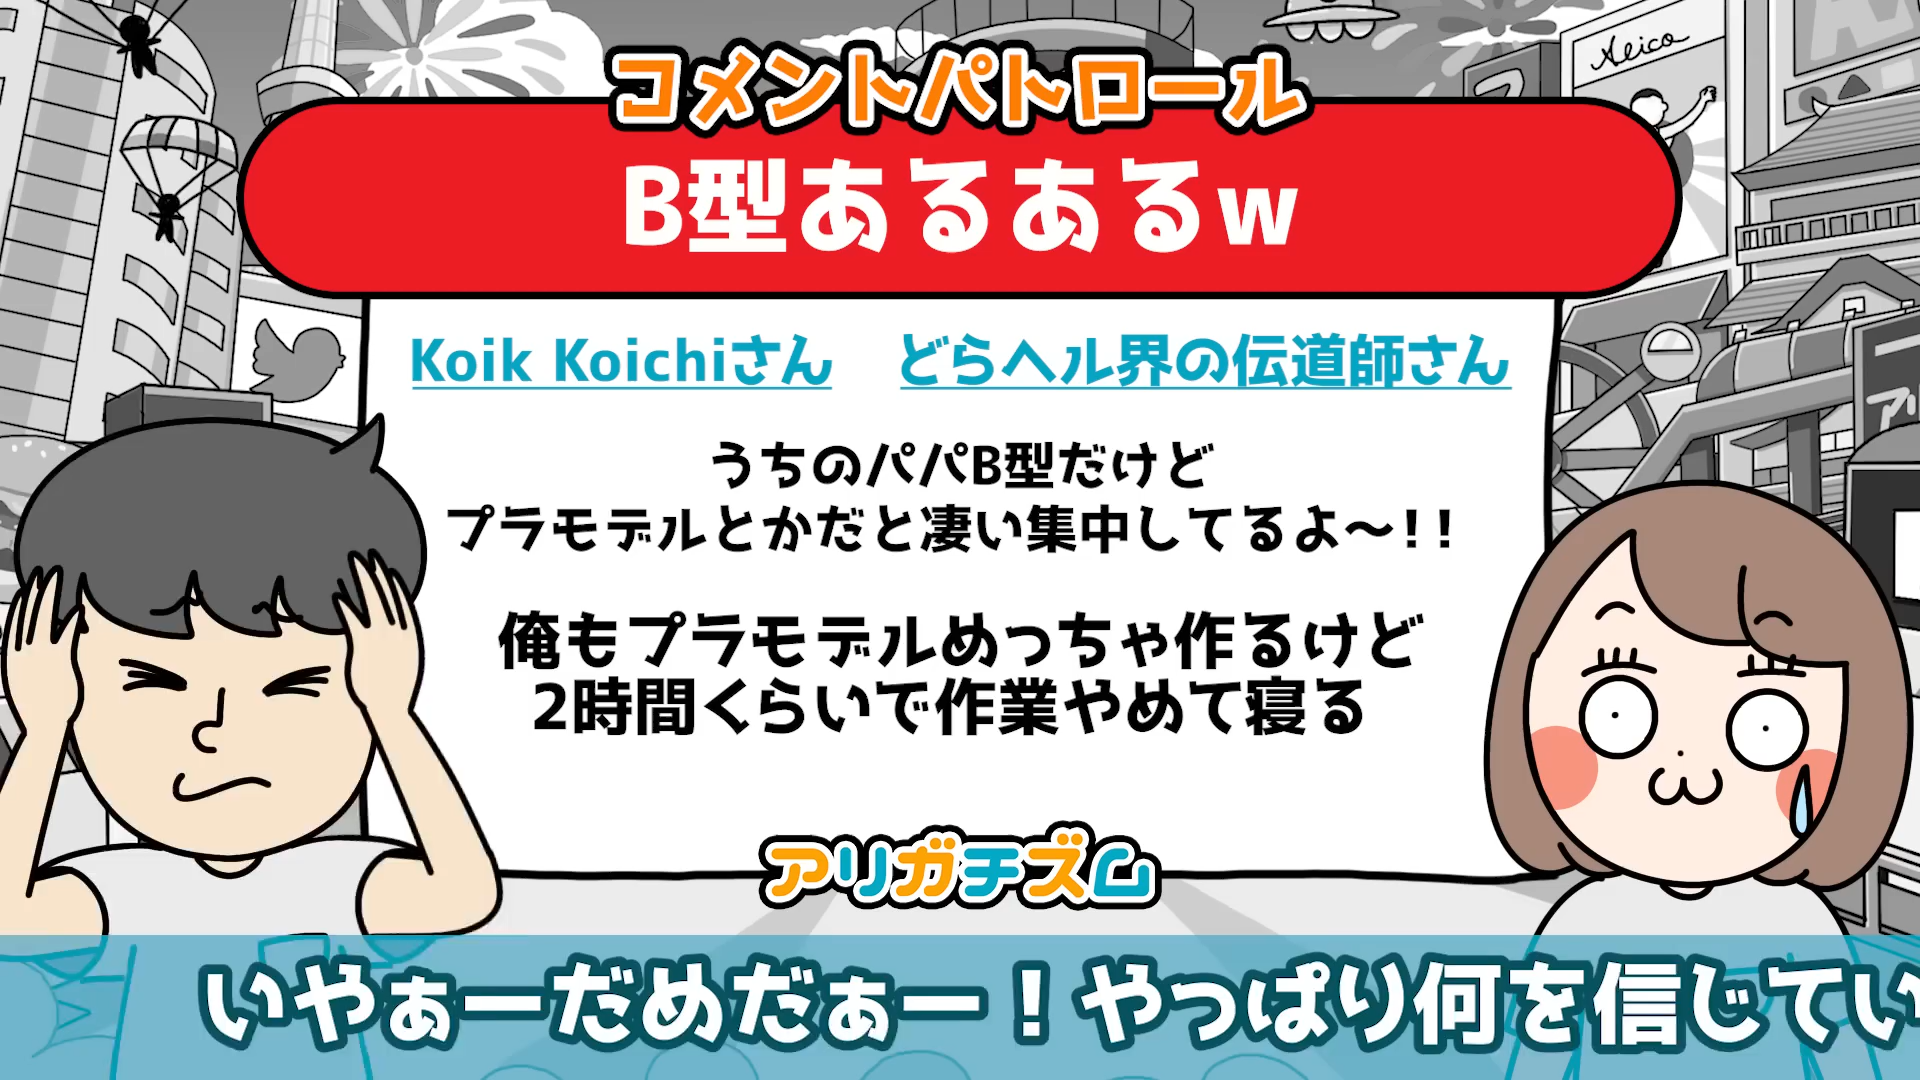 Aeico
コメントパトロール
B型あるあるw
Koik Koichiさん　どらヘル界の伝道師さん
うちのパパB型だけど
プラモデルとかだと凄い集中してるよ〜!!
俺もプラモデルめっちゃ作るけど
2時間くらいで作業やめて寝る
アリガチズム
いやぁーだめだぁー！やっぱり何を信じてい